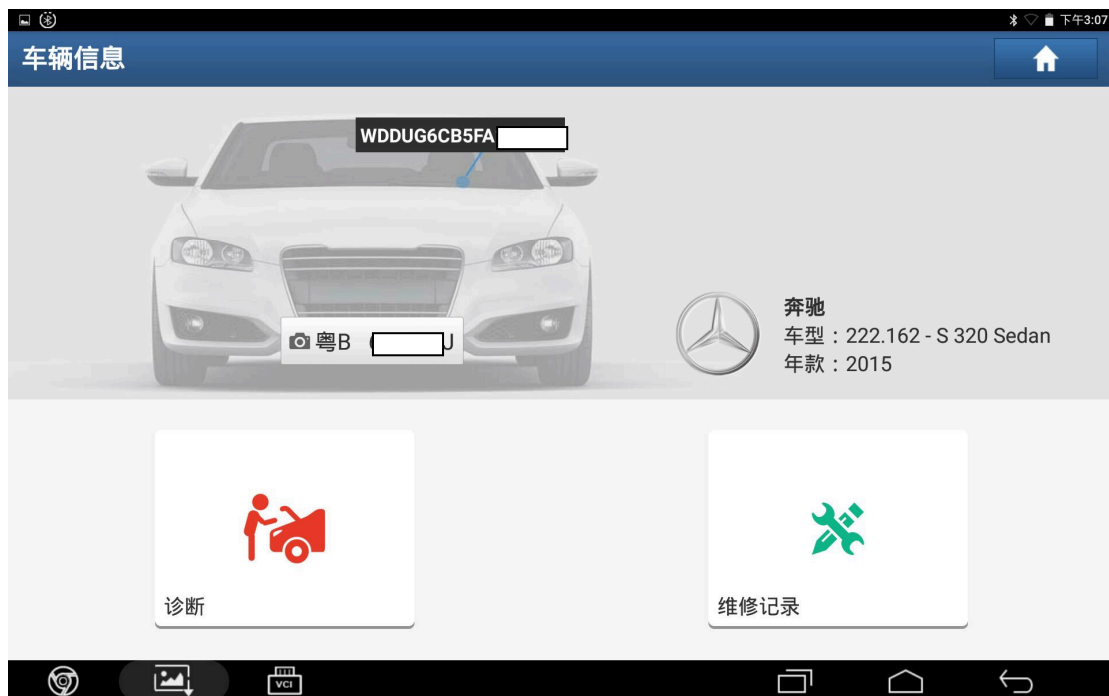 下午3:07
车辆信息
WDDUG6CB5FA
粤B J
奔驰
车型：222.162 - S 320 Sedan
年款：2015
诊断
维修记录
VCI